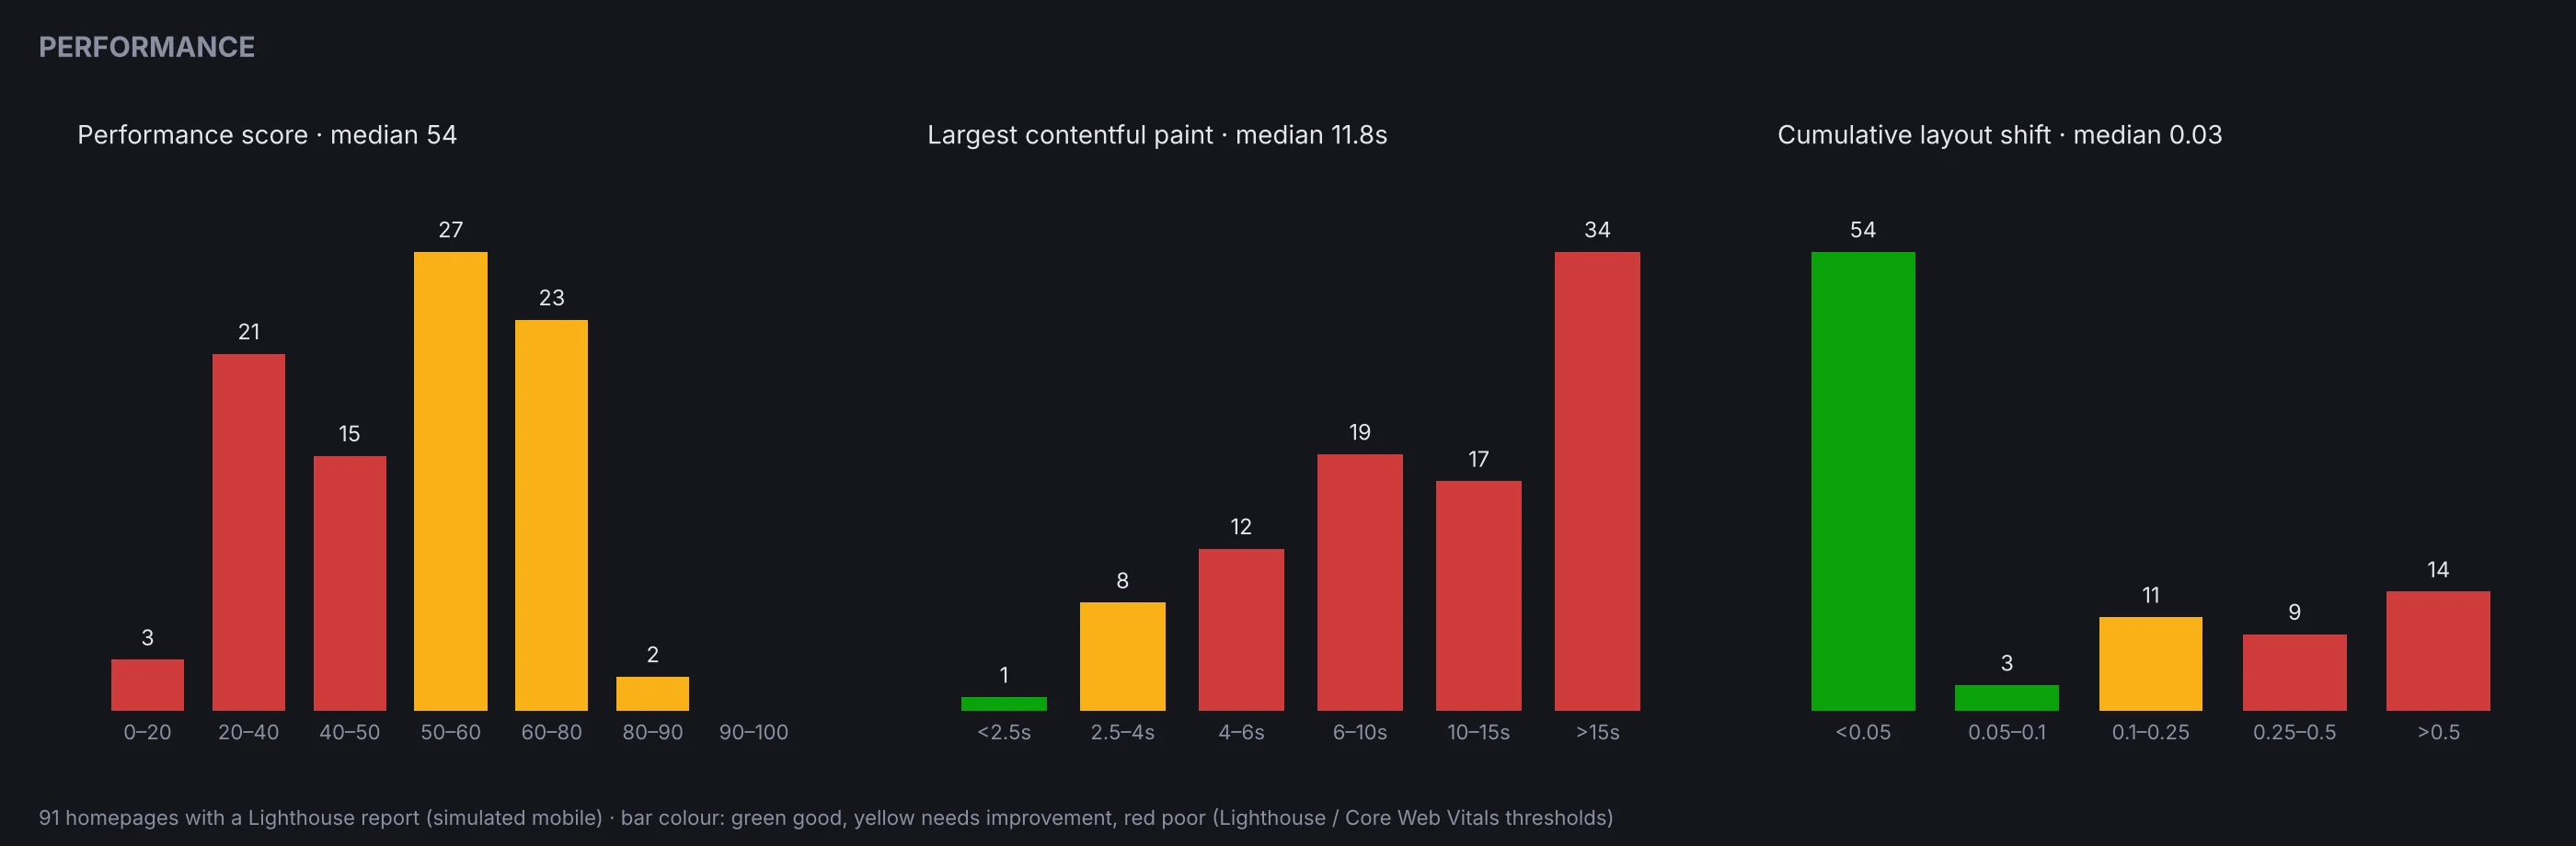 PERFORMANCE
Performance score · median 54
27
23
21
15
3
2
0–20 20–40 40–50 50–60 60–80 80–90 90–100
Largest contentful paint · median 11.8s
34
19
17
12
8
1
<2.5s 2.5–4s 4–6s 6–10s 10–15s >15s
Cumulative layout shift · median 0.03
54
14
11
9
3
<0.05 0.05–0.1 0.1–0.25 0.25–0.5 >0.5
91 homepages with a Lighthouse report (simulated mobile) · bar colour: green good, yellow needs improvement, red poor (Lighthouse / Core Web Vitals thresholds)